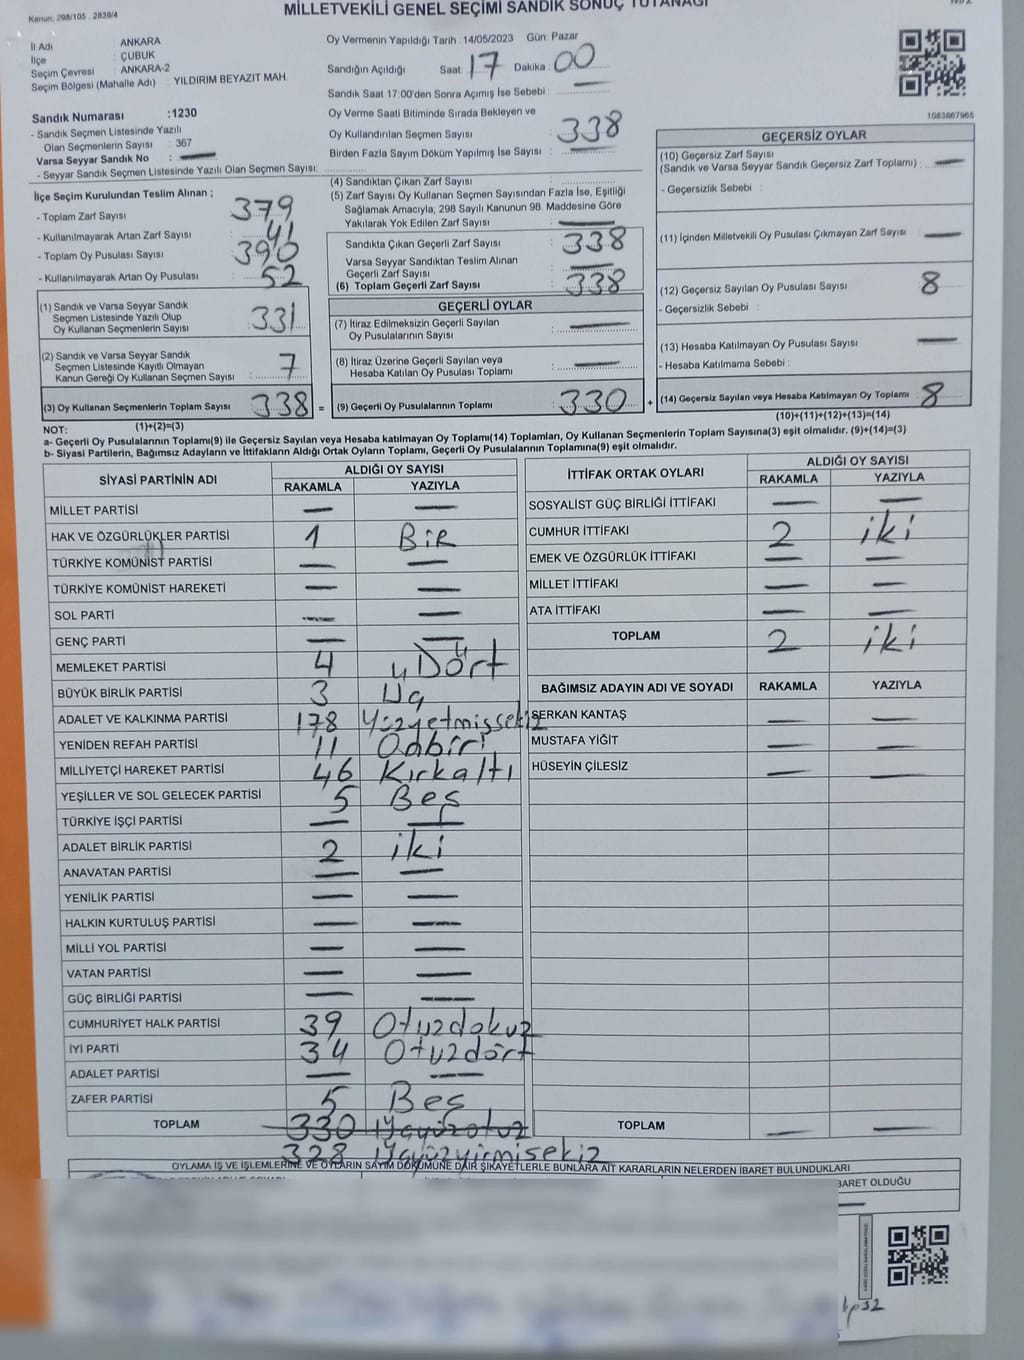 Kanun: 298/105 , 2839/4
MİLLETVEKİLİ GENEL SEÇİMİ SANDIK SONUÇ TUTANAĞI
İl Adı : ANKARA
İlçe : ÇUBUK
Seçim Çevresi : ANKARA-2
Seçim Bölgesi (Mahalle Adı) : YILDIRIM BEYAZIT MAH.
Sandık Numarası :1230
- Sandık Seçmen Listesinde Yazılı
Olan Seçmenlerin Sayısı : 367
Varsa Seyyar Sandık No : —
- Seyyar Sandık Seçmen Listesinde Yazılı Olan Seçmen Sayısı:
Oy Vermenin Yapıldığı Tarih :14/05/2023 Gün: Pazar
Sandığın Açıldığı Saat: 17 Dakika: 00
Sandık Saat 17:00'den Sonra Açımış İse Sebebi : —
Oy Verme Saati Bitiminde Sırada Bekleyen ve
Oy Kullandırılan Seçmen Sayısı : 338
Birden Fazla Sayım Döküm Yapılmış İse Sayısı : —
1083667965
İlçe Seçim Kurulundan Teslim Alınan ;
- Toplam Zarf Sayısı : 379
- Kullanılmayarak Artan Zarf Sayısı : 41
- Toplam Oy Pusulası Sayısı : 390
- Kullanılmayarak Artan Oy Pusulası : 52
(1) Sandık ve Varsa Seyyar Sandık
Seçmen Listesinde Yazılı Olup
Oy Kullanan Seçmenlerin Sayısı : 331
(2) Sandık ve Varsa Seyyar Sandık
Seçmen Listesinde Kayıtlı Olmayan
Kanun Gereği Oy Kullanan Seçmen Sayısı : 7
(3) Oy Kullanan Seçmenlerin Toplam Sayısı 338 =
(1)+(2)=(3)
(4) Sandıktan Çıkan Zarf Sayısı :
(5) Zarf Sayısı Oy Kullanan Seçmen Sayısından Fazla İse, Eşitliği
Sağlamak Amacıyla; 298 Sayılı Kanunun 98. Maddesine Göre
Yakılarak Yok Edilen Zarf Sayısı : —
Sandıkta Çıkan Geçerli Zarf Sayısı : 338
Varsa Seyyar Sandıktan Teslim Alınan
Geçerli Zarf Sayısı : —
(6) Toplam Geçerli Zarf Sayısı : 338
GEÇERLİ OYLAR
(7) İtiraz Edilmeksizin Geçerli Sayılan
Oy Pusulalarının Sayısı : —
(8) İtiraz Üzerine Geçerli Sayılan veya
Hesaba Katılan Oy Pusulası Toplamı : —
(9) Geçerli Oy Pusulalarının Toplamı : 330 +
GEÇERSİZ OYLAR
(10) Geçersiz Zarf Sayısı
(Sandık ve Varsa Seyyar Sandık Geçersiz Zarf Toplamı) : —
- Geçersizlik Sebebi :
(11) İçinden Milletvekili Oy Pusulası Çıkmayan Zarf Sayısı : —
(12) Geçersiz Sayılan Oy Pusulası Sayısı : 8
- Geçersizlik Sebebi :
(13) Hesaba Katılmayan Oy Pusulası Sayısı : —
- Hesaba Katılmama Sebebi :
(14) Geçersiz Sayılan veya Hesaba Katılmayan Oy Toplamı : 8
(10)+(11)+(12)+(13)=(14)
NOT:
a- Geçerli Oy Pusulalarının Toplamı(9) ile Geçersiz Sayılan veya Hesaba katılmayan Oy Toplamı(14) Toplamları, Oy Kullanan Seçmenlerin Toplam Sayısına(3) eşit olmalıdır. (9)+(14)=(3)
b- Siyasi Partilerin, Bağımsız Adayların ve İttifakların Aldığı Ortak Oyların Toplamı, Geçerli Oy Pusulalarının Toplamına(9) eşit olmalıdır.
SİYASİ PARTİNİN ADI ALDIĞI OY SAYISI
RAKAMLA YAZIYLA
MİLLET PARTİSİ — —
HAK VE ÖZGÜRLÜKLER PARTİSİ 1 BİR
TÜRKİYE KOMÜNİST PARTİSİ — —
TÜRKİYE KOMÜNİST HAREKETİ — —
SOL PARTİ — —
GENÇ PARTİ — —
MEMLEKET PARTİSİ 4 Dört
BÜYÜK BİRLİK PARTİSİ 3 Üç
ADALET VE KALKINMA PARTİSİ 178 Yüzyetmişsekiz
YENİDEN REFAH PARTİSİ 11 Onbiri
MİLLİYETÇİ HAREKET PARTİSİ 46 Kırkaltı
YEŞİLLER VE SOL GELECEK PARTİSİ 5 Beş
TÜRKİYE İŞÇİ PARTİSİ — —
ADALET BİRLİK PARTİSİ 2 iki
ANAVATAN PARTİSİ — —
YENİLİK PARTİSİ — —
HALKIN KURTULUŞ PARTİSİ — —
MİLLİ YOL PARTİSİ — —
VATAN PARTİSİ — —
GÜÇ BİRLİĞİ PARTİSİ — —
CUMHURİYET HALK PARTİSİ 39 Otuzdokuz
İYİ PARTİ 34 Otuzdört
ADALET PARTİSİ — —
ZAFER PARTİSİ 5 Beş
TOPLAM 330 Üçyüzotuz
328 Üçyüzyirmisekiz
İTTİFAK ORTAK OYLARI ALDIĞI OY SAYISI
RAKAMLA YAZIYLA
SOSYALİST GÜÇ BİRLİĞİ İTTİFAKI — —
CUMHUR İTTİFAKI 2 iki
EMEK VE ÖZGÜRLÜK İTTİFAKI — —
MİLLET İTTİFAKI — —
ATA İTTİFAKI — —
TOPLAM 2 iki
BAĞIMSIZ ADAYIN ADI VE SOYADI RAKAMLA YAZIYLA
SERKAN KANTAŞ — —
MUSTAFA YİĞİT — —
HÜSEYİN ÇİLESİZ — —
TOPLAM — —
OYLAMA İŞ VE İŞLEMLERİNE VE OYLARIN SAYIM DÖKÜMÜNE DAİR ŞİKAYETLERLE BUNLARA AİT KARARLARIN NELERDEN İBARET BULUNDUKLARI
BARET OLDUĞU